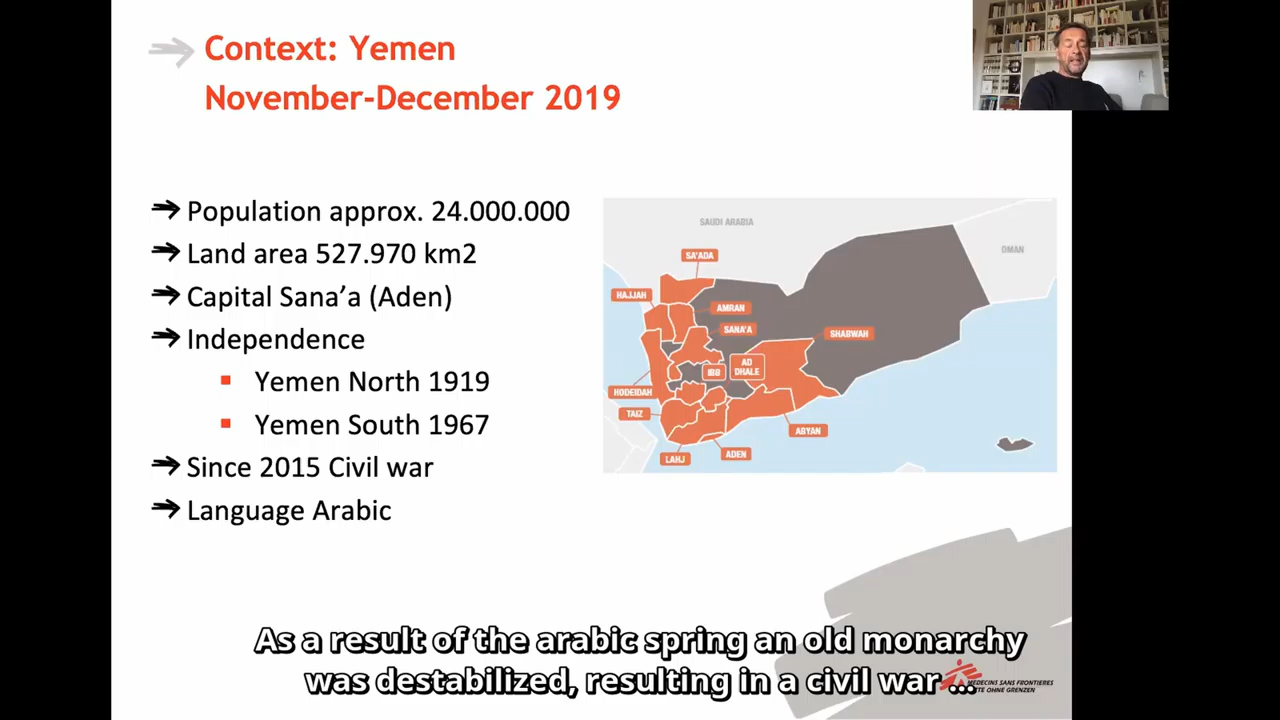 Context: Yemen
November-December 2019
Population approx. 24.000.000
Land area 527.970 km2
Capital Sana’a (Aden)
Independence
Yemen North 1919
Yemen South 1967
Since 2015 Civil war
Language Arabic
SAUDI ARABIA
OMAN
SA'ADA
HAJJAH
AMRAN
SANA'A
SHABWAH
IBB
AD
DHALE
HODEIDAH
TAIZ
ABYAN
ADEN
LAHJ
As a result of the arabic spring an old monarchy
was destabilized, resulting in a civil war ...
MEDECINS SANS FRONTIERES
OHNE GRENZEN